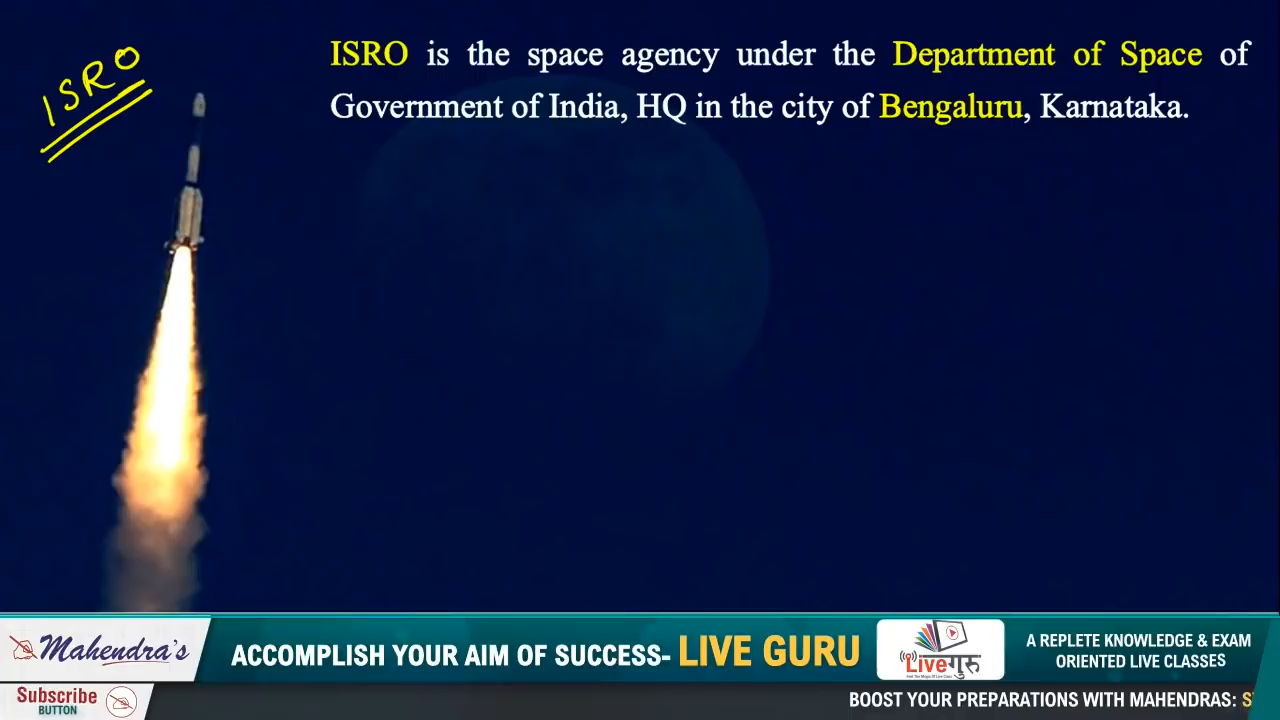 ISRO
ISRO is the space agency under the Department of Space of
Government of India, HQ in the city of Bengaluru, Karnataka.
Mahendra's
ACCOMPLISH YOUR AIM OF SUCCESS- LIVE GURU
Liveगुरु
A REPLETE KNOWLEDGE & EXAM
ORIENTED LIVE CLASSES
Subscribe
BUTTON
BOOST YOUR PREPARATIONS WITH MAHENDRAS: S